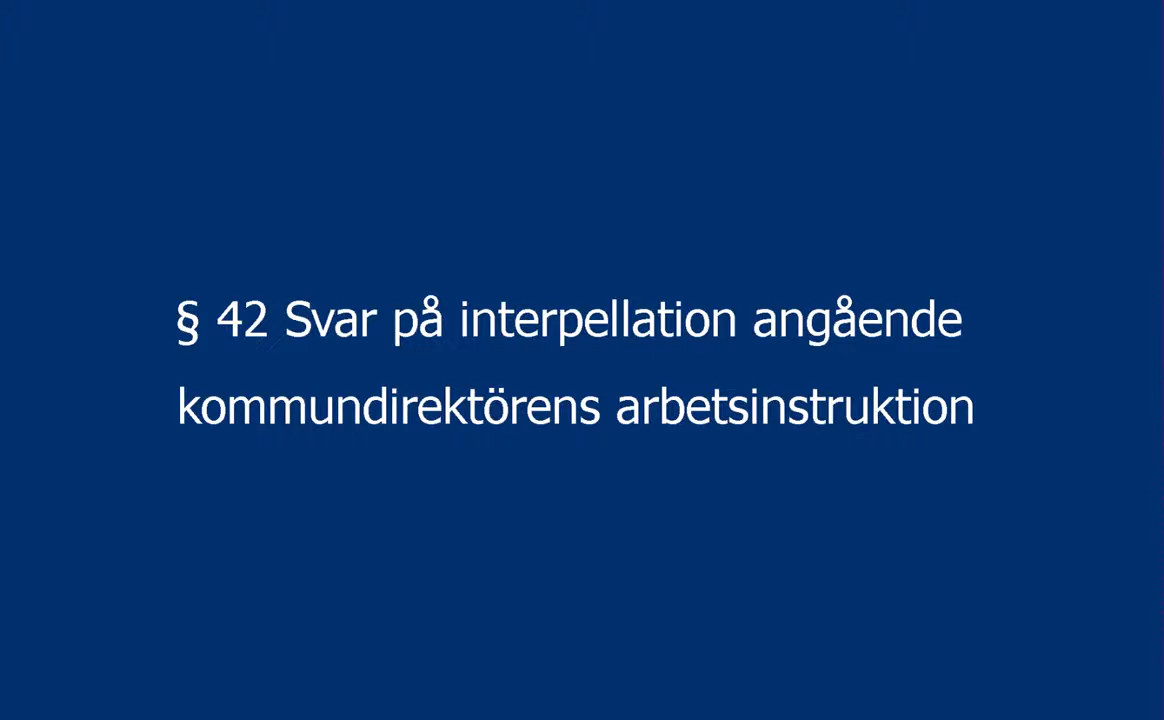 § 42 Svar på interpellation angående
kommundirektörens arbetsinstruktion